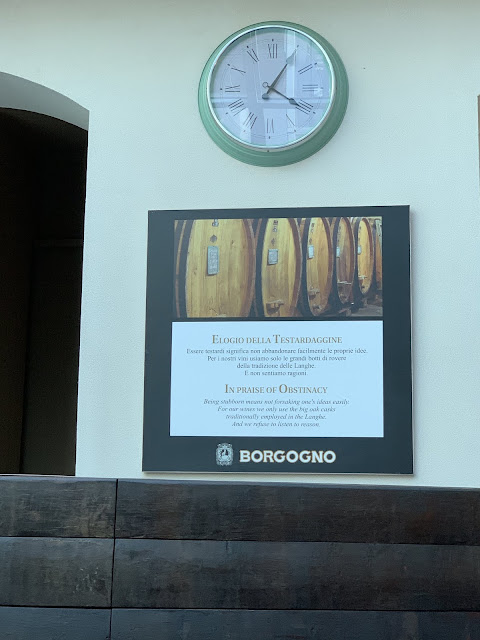 ELOGIO DELLA TESTARDAGGINE
Essere testardi significa non abbandonare facilmente le proprie idee.
Per i nostri vini usiamo solo le grandi botti di rovere
della tradizione delle Langhe.
E non sentiamo ragioni.
IN PRAISE OF OBSTINACY
Being stubborn means not forsaking one's ideas easily.
For our wines we only use the big oak casks
traditionally employed in the Langhe.
And we refuse to listen to reason.
BORGOGNO